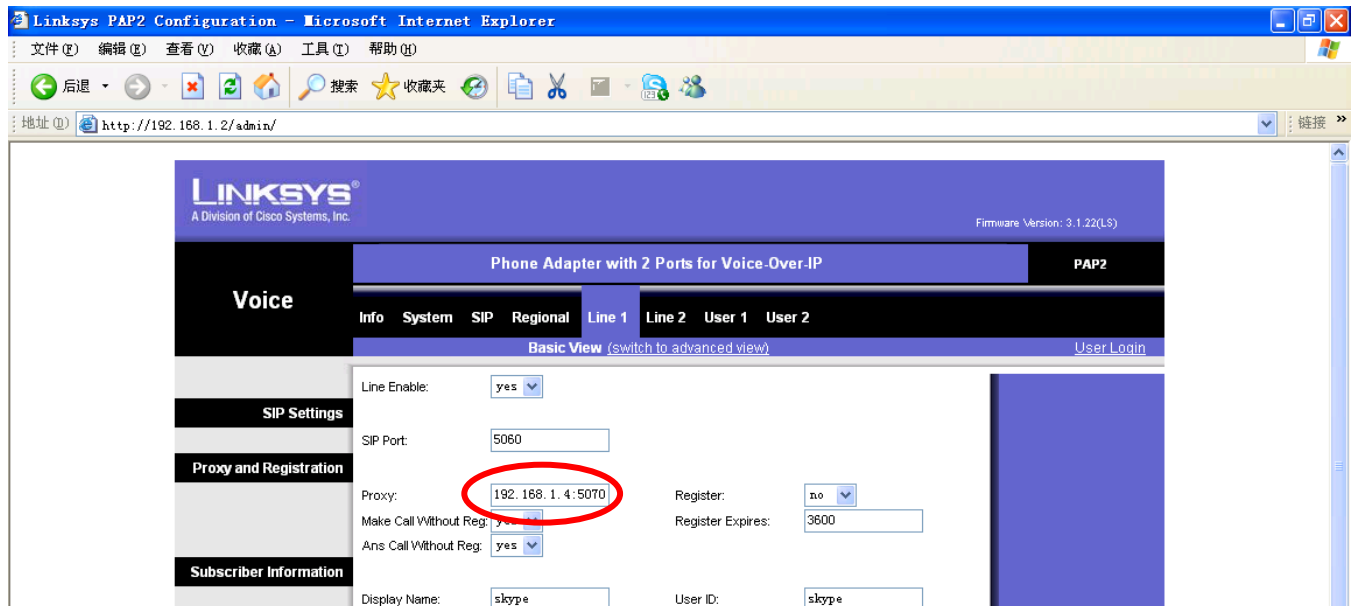 Linksys PAP2 Configuration - Microsoft Internet Explorer
文件(F) 编辑(E) 查看(V) 收藏(A) 工具(T) 帮助(H)
后退 搜索 收藏夹
地址(D) http://192.168.1.2/admin/ 链接 »
LINKSYS®
A Division of Cisco Systems, Inc.
Firmware Version: 3.1.22(LS)
Phone Adapter with 2 Ports for Voice-Over-IP PAP2
Voice
Info System SIP Regional Line 1 Line 2 User 1 User 2
Basic View (switch to advanced view) User Login
Line Enable: yes
SIP Settings
SIP Port: 5060
Proxy and Registration
Proxy: 192.168.1.4:5070 Register: no
Make Call Without Reg: yes Register Expires: 3600
Ans Call Without Reg: yes
Subscriber Information
Display Name: skype User ID: skype